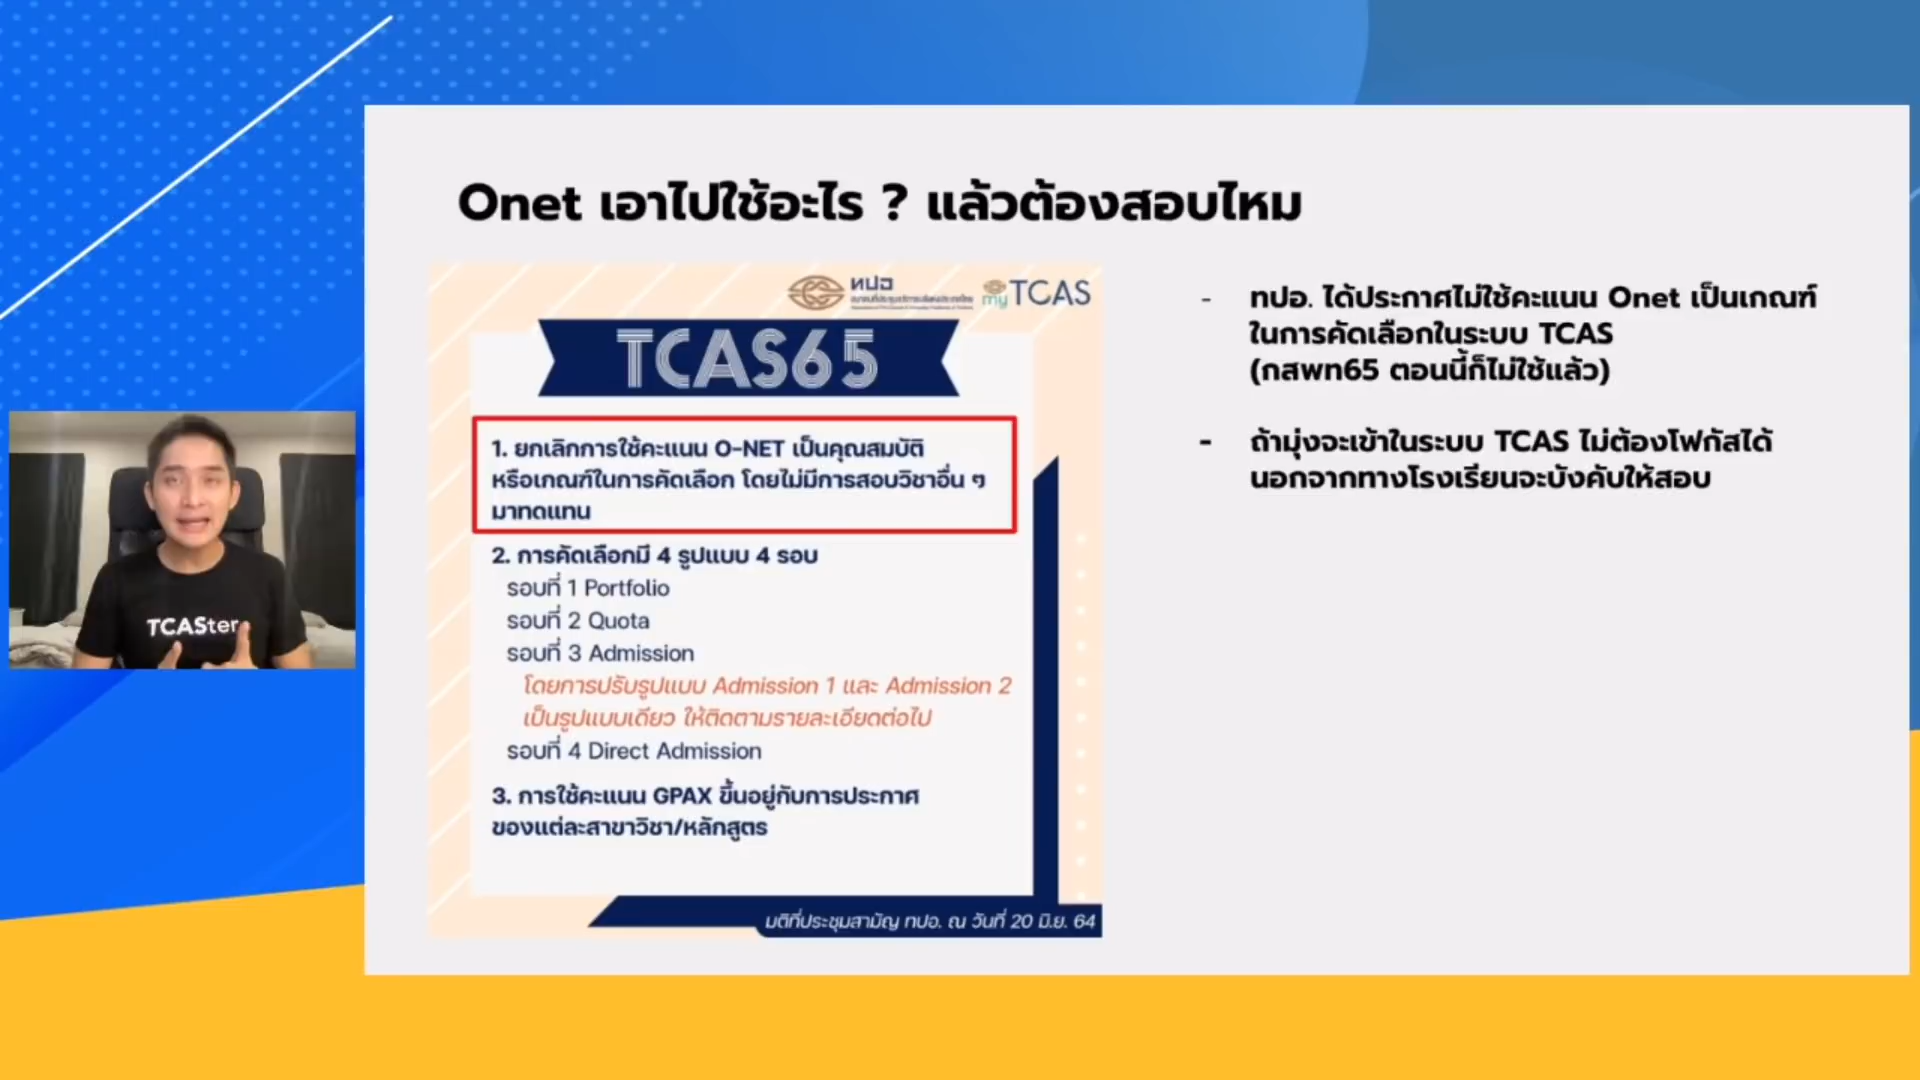 Onet เอาไปใช้อะไร ? แล้วต้องสอบไหม
ทปอ
myTCAS
TCAS65
1. ยกเลิกการใช้คะแนน O-NET เป็นคุณสมบัติ
หรือเกณฑ์ในการคัดเลือก โดยไม่มีการสอบวิชาอื่น ๆ
มาทดแทน
2. การคัดเลือกมี 4 รูปแบบ 4 รอบ
รอบที่ 1 Portfolio
รอบที่ 2 Quota
รอบที่ 3 Admission
โดยการปรับรูปแบบ Admission 1 และ Admission 2
เป็นรูปแบบเดียว ให้ติดตามรายละเอียดต่อไป
รอบที่ 4 Direct Admission
3. การใช้คะแนน GPAX ขึ้นอยู่กับการประกาศ
ของแต่ละสาขาวิชา/หลักสูตร
มติที่ประชุมสามัญ ทปอ. ณ วันที่ 20 มิ.ย. 64
- ทปอ. ได้ประกาศไม่ใช้คะแนน Onet เป็นเกณฑ์
ในการคัดเลือกในระบบ TCAS
(กสพท65 ตอนนี้ก็ไม่ใช้แล้ว)
- ถ้ามุ่งจะเข้าในระบบ TCAS ไม่ต้องโฟกัสได้
นอกจากทางโรงเรียนจะบังคับให้สอบ
TCASter